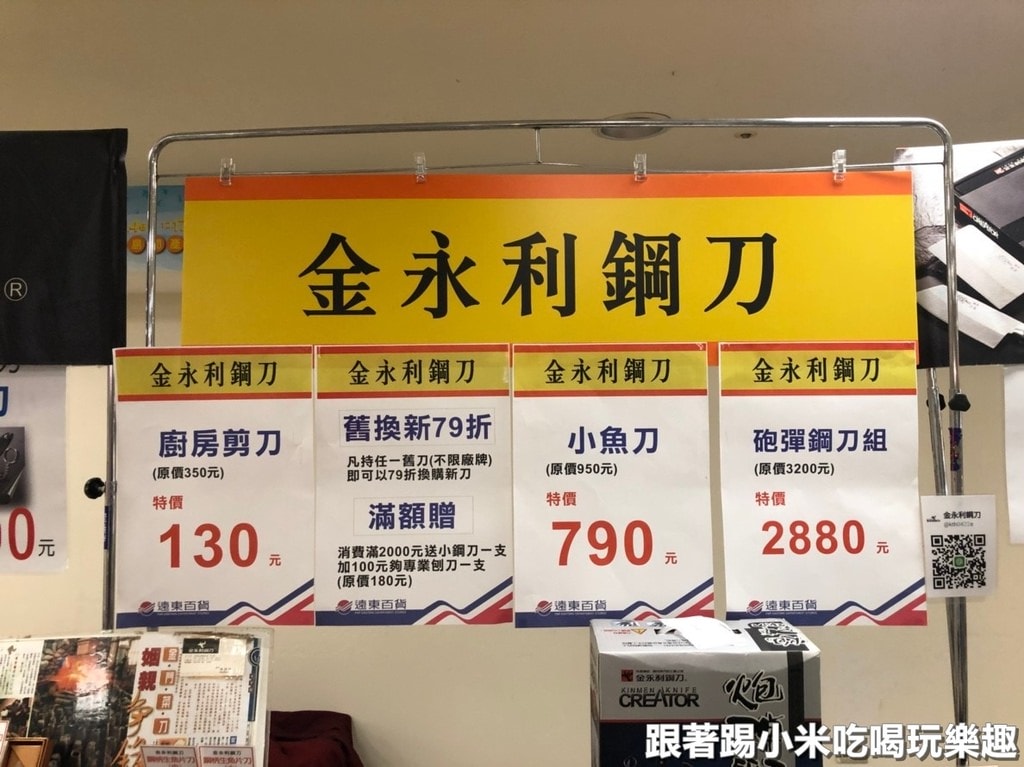 ®
金永利鋼刀
金永利鋼刀
廚房剪刀
(原價350元)
特價
130元
金永利鋼刀
舊換新79折
凡持任一舊刀(不限廠牌)
即可以79折換購新刀
滿額贈
消費滿2000元送小鋼刀一支
加100元夠專業刨刀一支
(原價180元)
金永利鋼刀
小魚刀
(原價950元)
特價
790元
金永利鋼刀
砲彈鋼刀組
(原價3200元)
特價
2880元
遠東百貨
遠東百貨
遠東百貨
遠東百貨
0元
金永利鋼刀
金門菜刀
姻親
金永利鋼刀
KINMEN KNIFE
CREATOR
炮
CREATOR
跟著踢小米吃喝玩樂趣